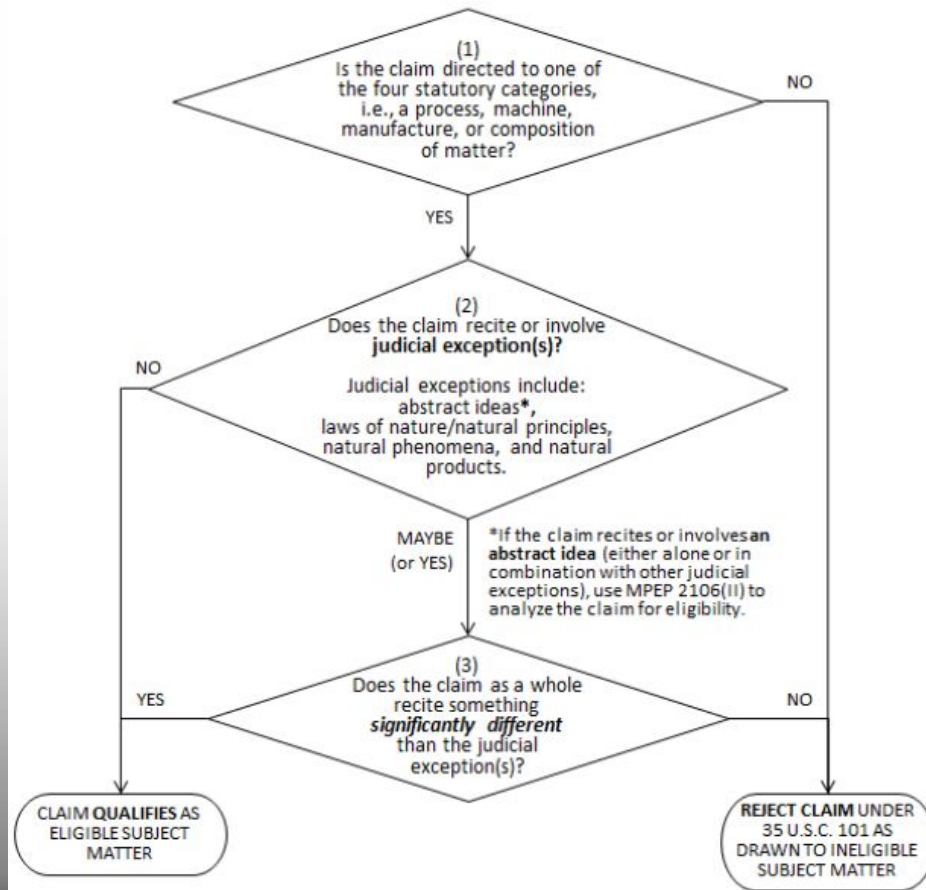 (1)
Is the claim directed to one of
the four statutory categories,
i.e., a process, machine,
manufacture, or composition
of matter?
NO
YES
(2)
Does the claim recite or involve
judicial exception(s)?
NO
Judicial exceptions include:
abstract ideas*,
laws of nature/natural principles,
natural phenomena, and natural
products.
MAYBE
(or YES)
*If the claim recites or involves an
abstract idea (either alone or in
combination with other judicial
exceptions), use MPEP 2106(II) to
analyze the claim for eligibility.
(3)
Does the claim as a whole
recite something
significantly different
than the judicial
exception(s)?
YES
NO
CLAIM QUALIFIES AS
ELIGIBLE SUBJECT
MATTER
REJECT CLAIM UNDER
35 U.S.C. 101 AS
DRAWN TO INELIGIBLE
SUBJECT MATTER